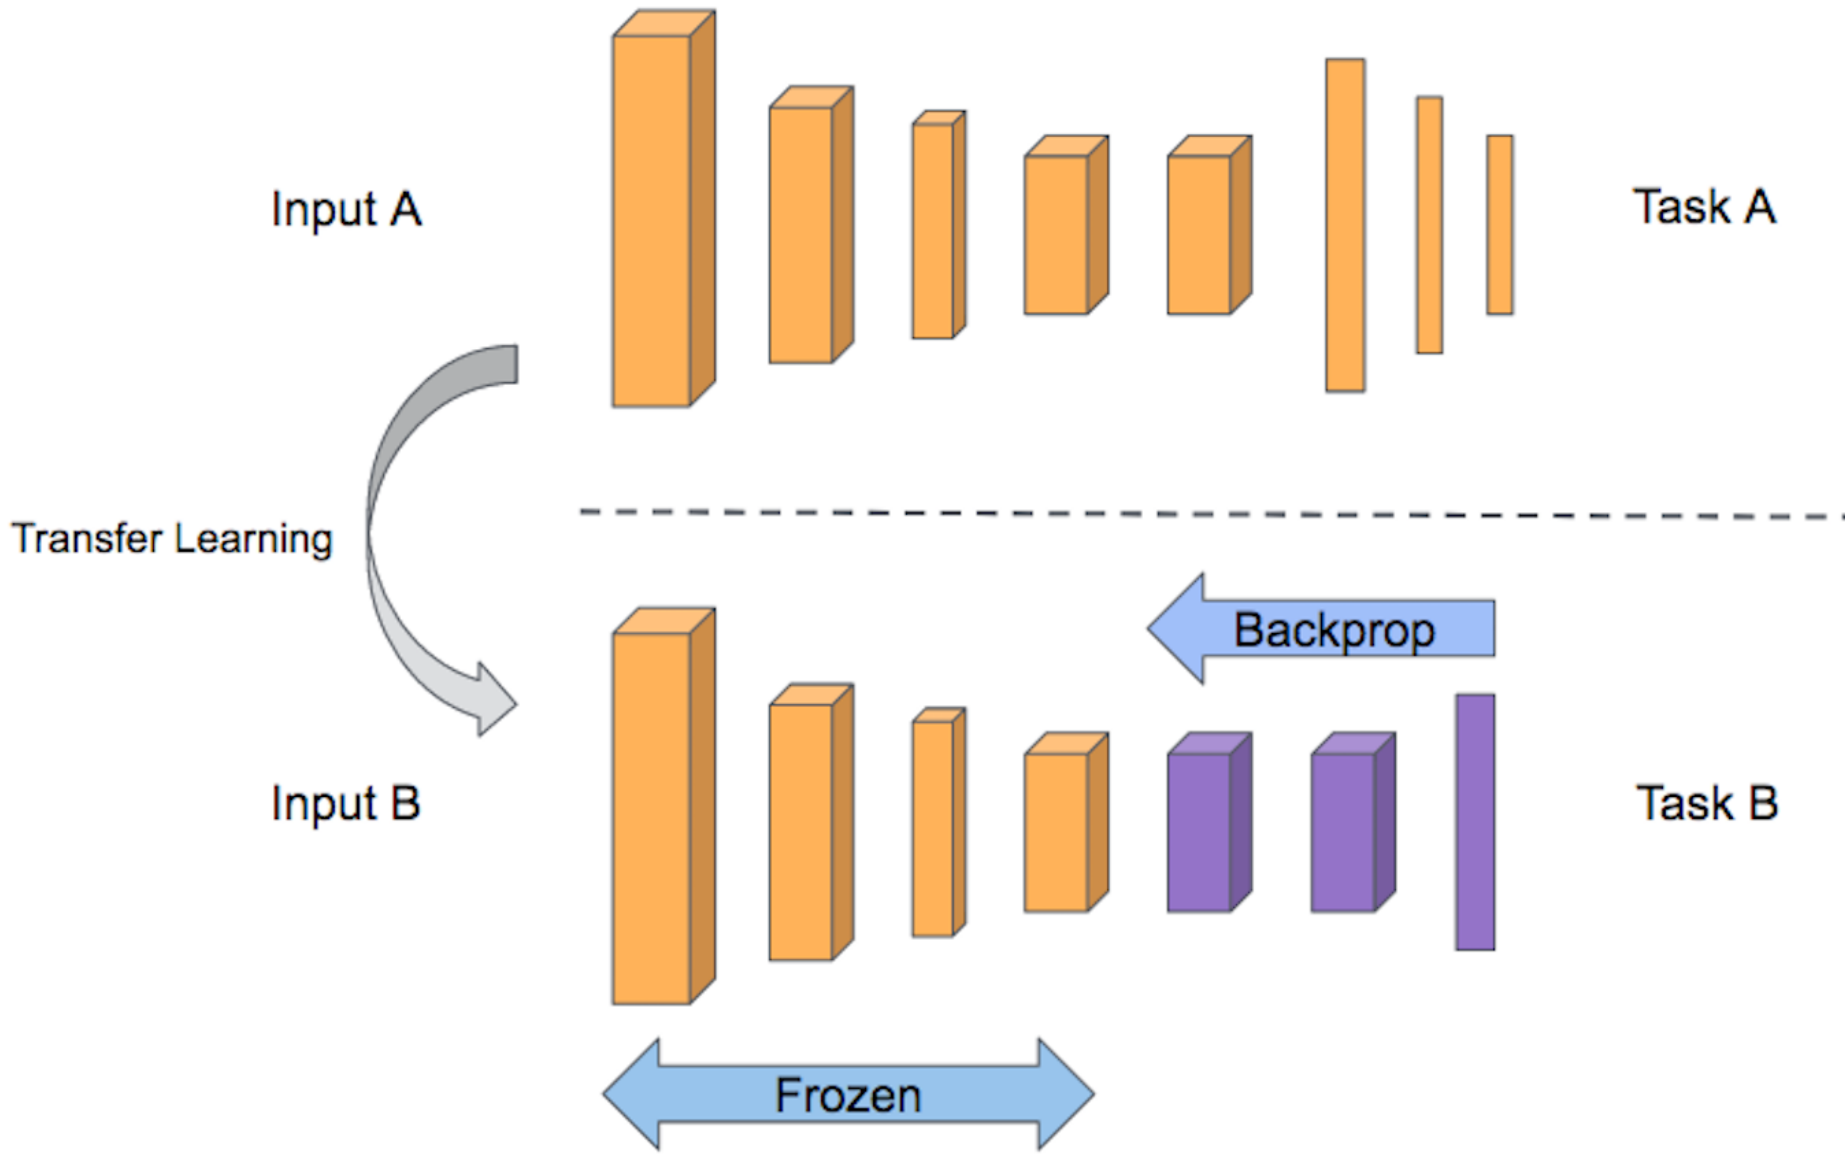 Input A
Task A
Transfer Learning
Backprop
Input B
Task B
Frozen